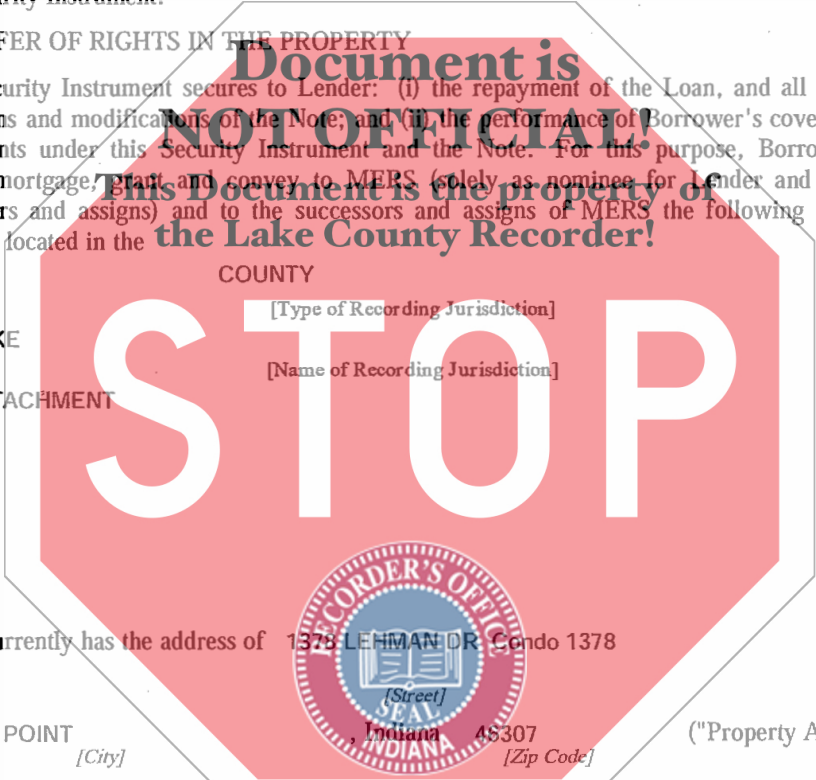 rity Instrument.
FER OF RIGHTS IN THE PROPERTY
Document is
urity Instrument secures to Lender: (i) the repayment of the Loan, and all
ns and modifications of the Note; and (ii) the performance of Borrower's cove
NOT OFFICIAL!
nts under this Security Instrument and the Note. For this purpose, Borro
mortgage, grant and convey to MERS (solely as nominee for Lender and
This Document is the property of
rs and assigns) and to the successors and assigns of MERS the following
located in the
the Lake County Recorder!
COUNTY
[Type of Recording Jurisdiction]
KE
[Name of Recording Jurisdiction]
TACHMENT
STOP
RECORDER'S OFFICE
urrently has the address of 1378 LEHMAN DR Condo 1378
[Street]
SEAL
POINT , Indiana 46307 ("Property A
INDIANA
[City] [Zip Code]